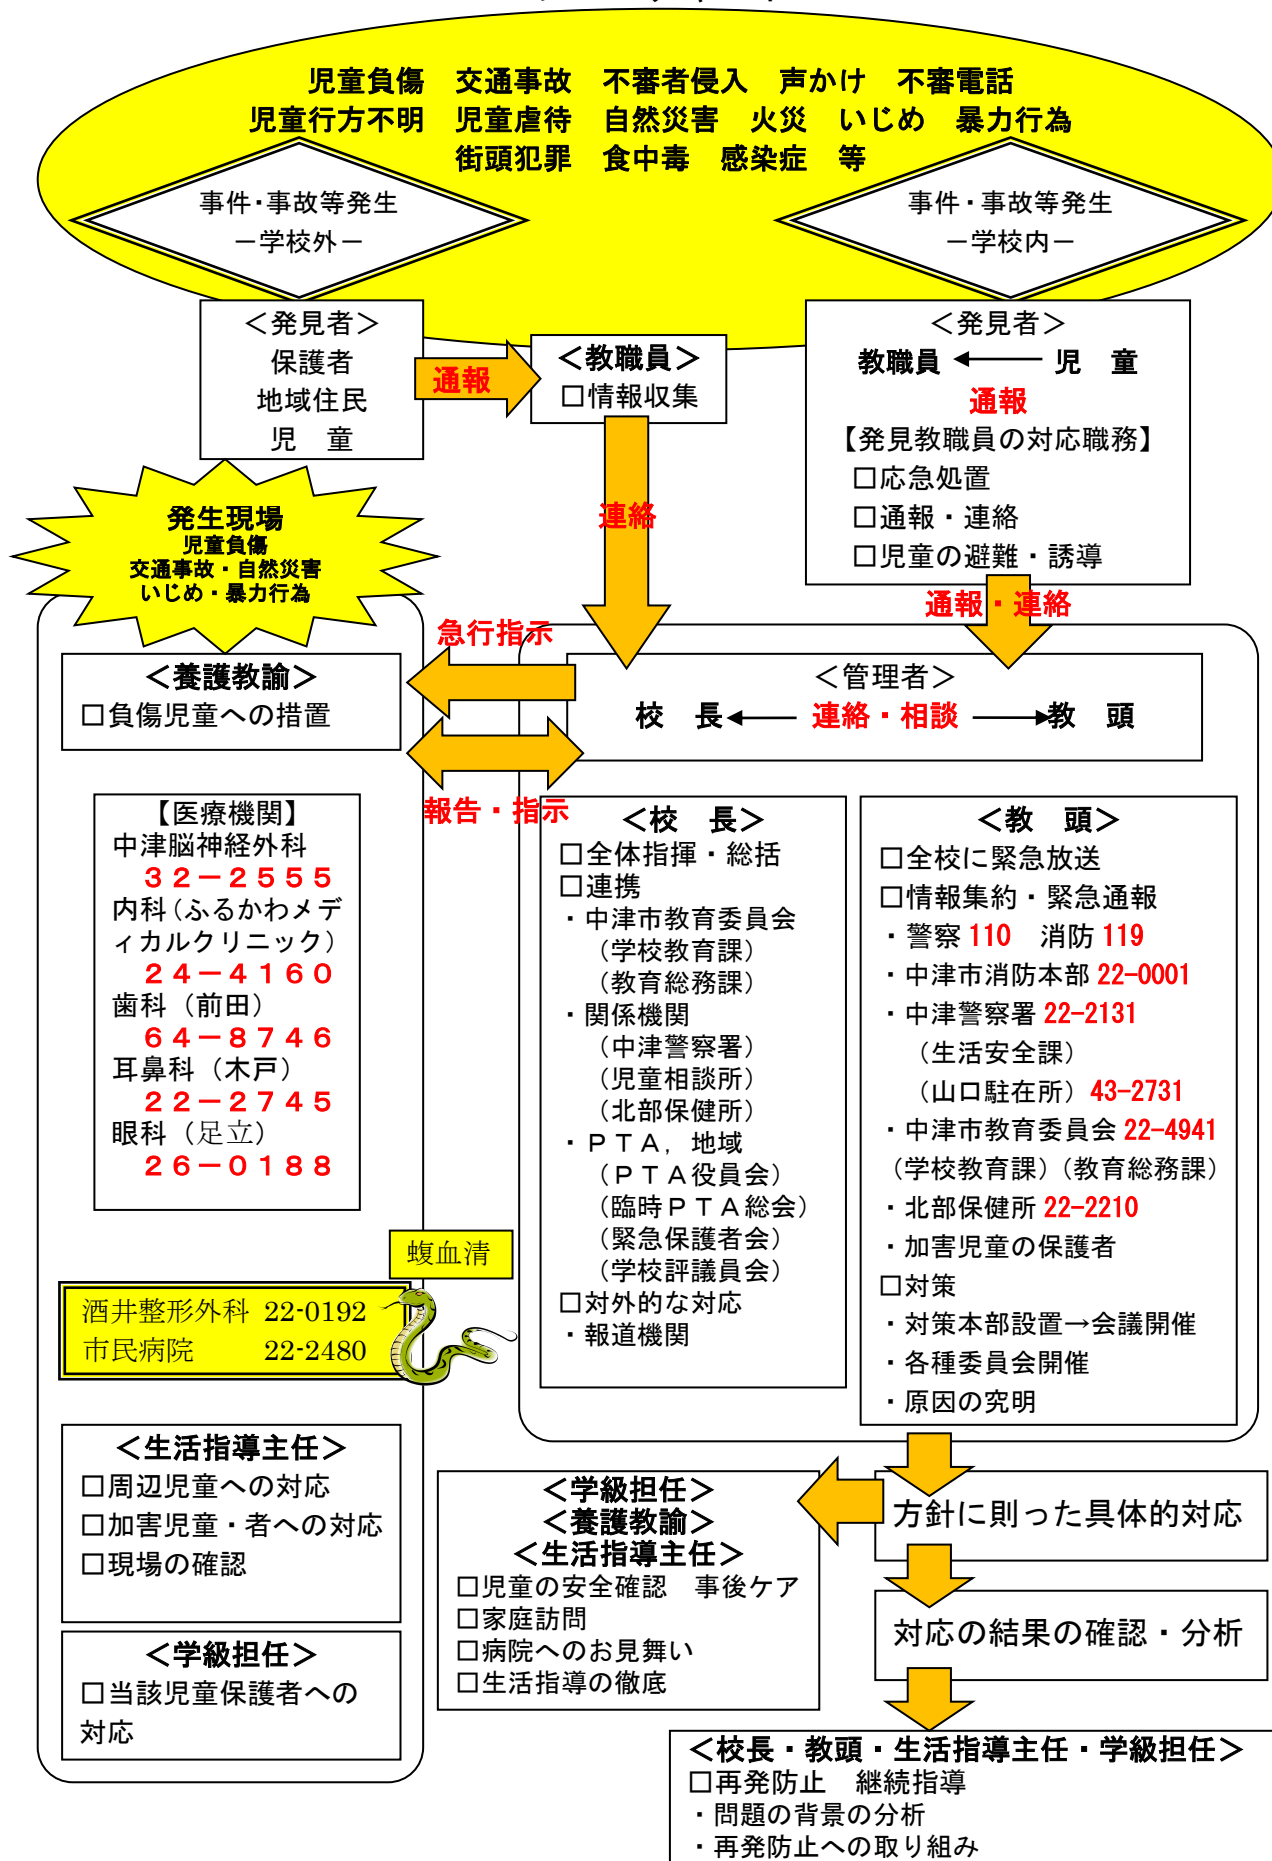 児童負傷　交通事故　不審者侵入　声かけ　不審電話
児童行方不明　児童虐待　自然災害　火災　いじめ　暴力行為
街頭犯罪　食中毒　感染症　等
事件・事故等発生
－学校外－
事件・事故等発生
－学校内－
＜発見者＞
保護者
地域住民
児　童
通報
＜教職員＞
□情報収集
＜発見者＞
教職員 ← 児　童
通報
【発見教職員の対応職務】
□応急処置
□通報・連絡
□児童の避難・誘導
連絡
通報・連絡
発生現場
児童負傷
交通事故・自然災害
いじめ・暴力行為
急行指示
＜養護教諭＞
□負傷児童への措置
＜管理者＞
校　長 ← 連絡・相談 → 教　頭
報告・指示
【医療機関】
中津脳神経外科
３２－２５５５
内科（ふるかわメデ
ィカルクリニック）
２４－４１６０
歯科（前田）
６４－８７４６
耳鼻科（木戸）
２２－２７４５
眼科（足立）
２６－０１８８
蝮血清
酒井整形外科 22-0192
市民病院 22-2480
＜生活指導主任＞
□周辺児童への対応
□加害児童・者への対応
□現場の確認
＜学級担任＞
□当該児童保護者への
対応
＜校　長＞
□全体指揮・総括
□連携
・中津市教育委員会
（学校教育課）
（教育総務課）
・関係機関
（中津警察署）
（児童相談所）
（北部保健所）
・ＰＴＡ，地域
（ＰＴＡ役員会）
（臨時ＰＴＡ総会）
（緊急保護者会）
（学校評議員会）
□対外的な対応
・報道機関
＜教　頭＞
□全校に緊急放送
□情報集約・緊急通報
・警察 110　消防 119
・中津市消防本部 22-0001
・中津警察署 22-2131
（生活安全課）
（山口駐在所）43-2731
・中津市教育委員会 22-4941
（学校教育課）（教育総務課）
・北部保健所 22-2210
・加害児童の保護者
□対策
・対策本部設置→会議開催
・各種委員会開催
・原因の究明
＜学級担任＞
＜養護教諭＞
＜生活指導主任＞
□児童の安全確認　事後ケア
□家庭訪問
□病院へのお見舞い
□生活指導の徹底
方針に則った具体的対応
対応の結果の確認・分析
＜校長・教頭・生活指導主任・学級担任＞
□再発防止　継続指導
・問題の背景の分析
・再発防止への取り組み